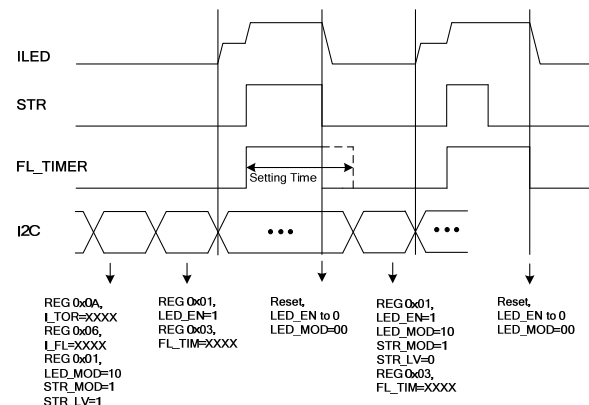 ILED
STR
FL_TIMER
Setting Time
I2C
REG 0x0A,
I_TOR=XXXX
REG 0x06,
I_FL=XXXX
REG 0x01,
LED_MOD=10
STR_MOD=1
STR_LV=1
REG 0x01,
LED_EN=1
REG 0x03,
FL_TIM=XXXX
Reset,
LED_EN to 0
LED_MOD=00
REG 0x01,
LED_EN=1
LED_MOD=10
STR_MOD=1
STR_LV=0
REG 0x03,
FL_TIM=XXXX
Reset,
LED_EN to 0
LED_MOD=00